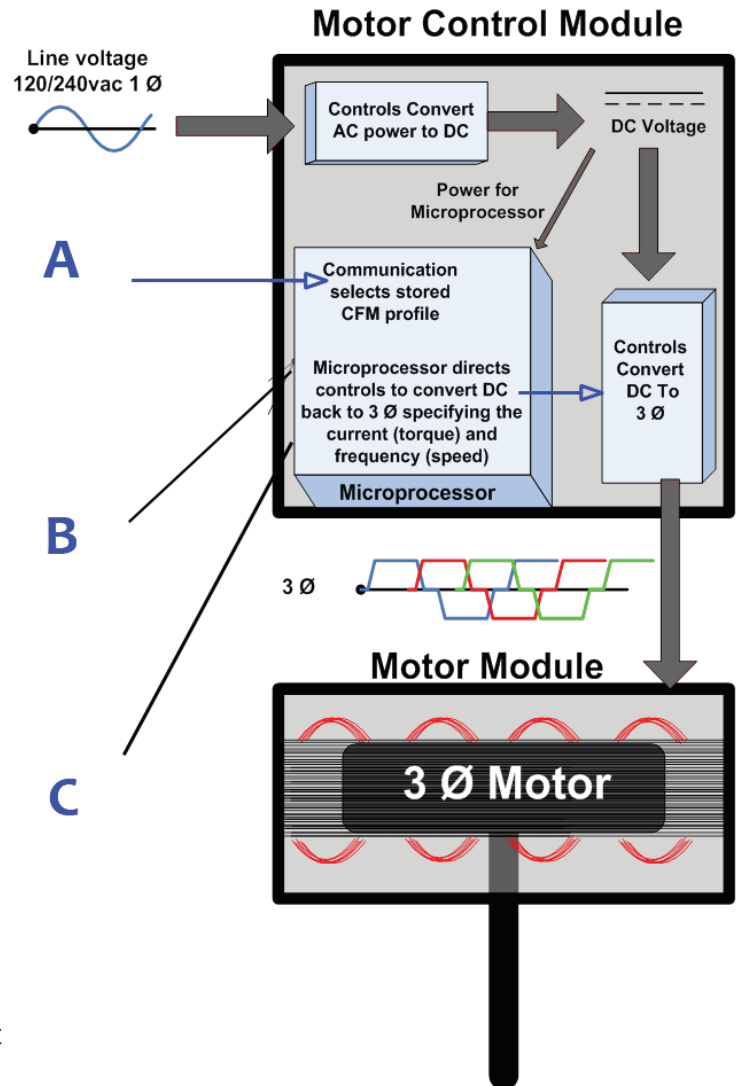 Motor Control Module
Line voltage
120/240vac 1 Ø
Controls Convert
AC power to DC
DC Voltage
Power for
Microprocessor
A
Communication
selects stored
CFM profile
Microprocessor directs
controls to convert DC
back to 3 Ø specifying the
current (torque) and
frequency (speed)
Controls
Convert
DC To
3 Ø
Microprocessor
B
3 Ø
Motor Module
3 Ø Motor
C